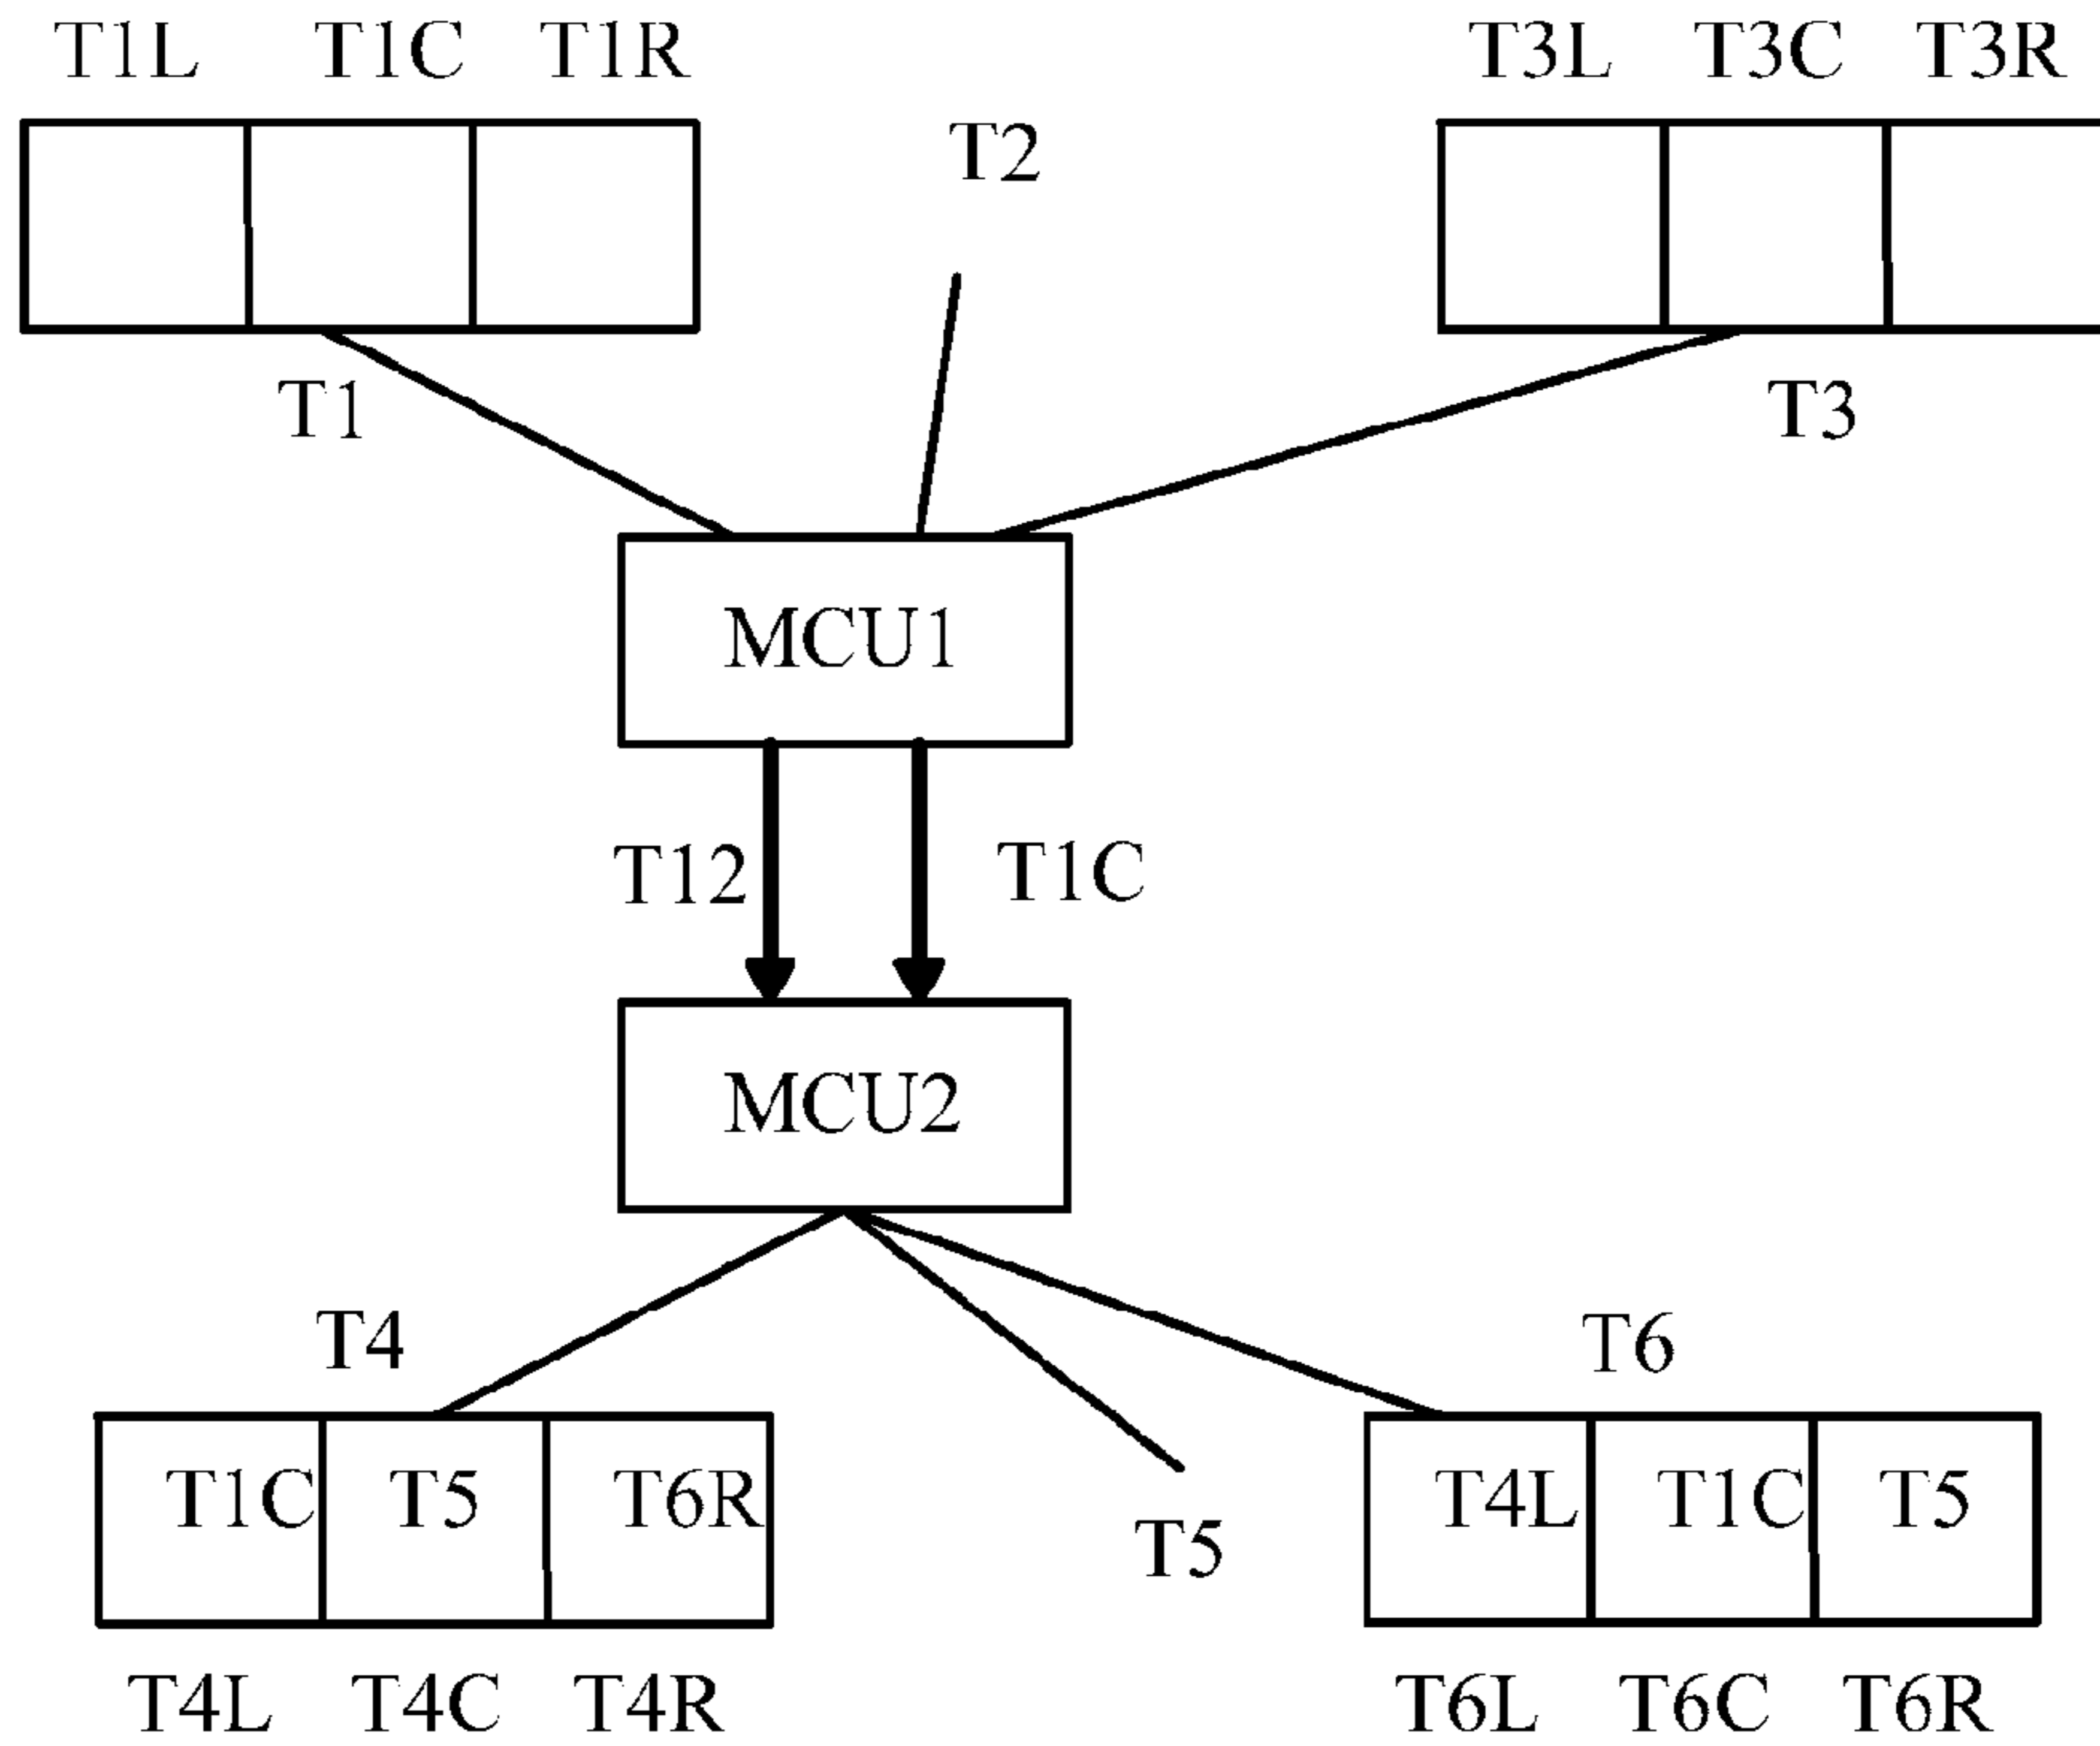 T1L T1C T1R T3L T3C T3R
T2
T1 T3
MCU1
T12 T1C
MCU2
T4 T6
T1C T5 T6R T4L T1C T5
T5
T4L T4C T4R T6L T6C T6R